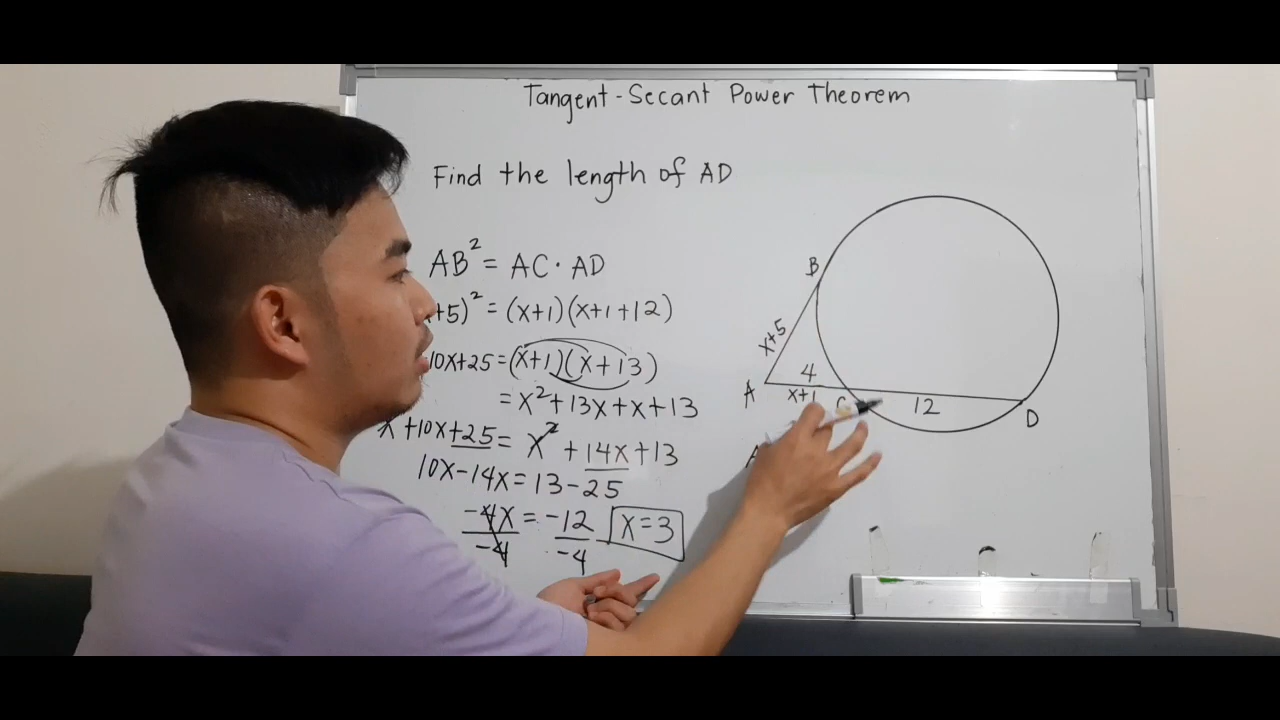 Tangent-Secant Power Theorem
Find the length of AD
AB² = AC · AD
+5)² = (x+1)(x+1+12)
10x+25 = (x+1)(x+13)
= x²+13x+x+13
x +10x+25 = x² + 14x+13
10x-14x = 13-25
-4x = -12
-4 -4
x=3
B
x+5
4
A
x+1
C
12
D
A